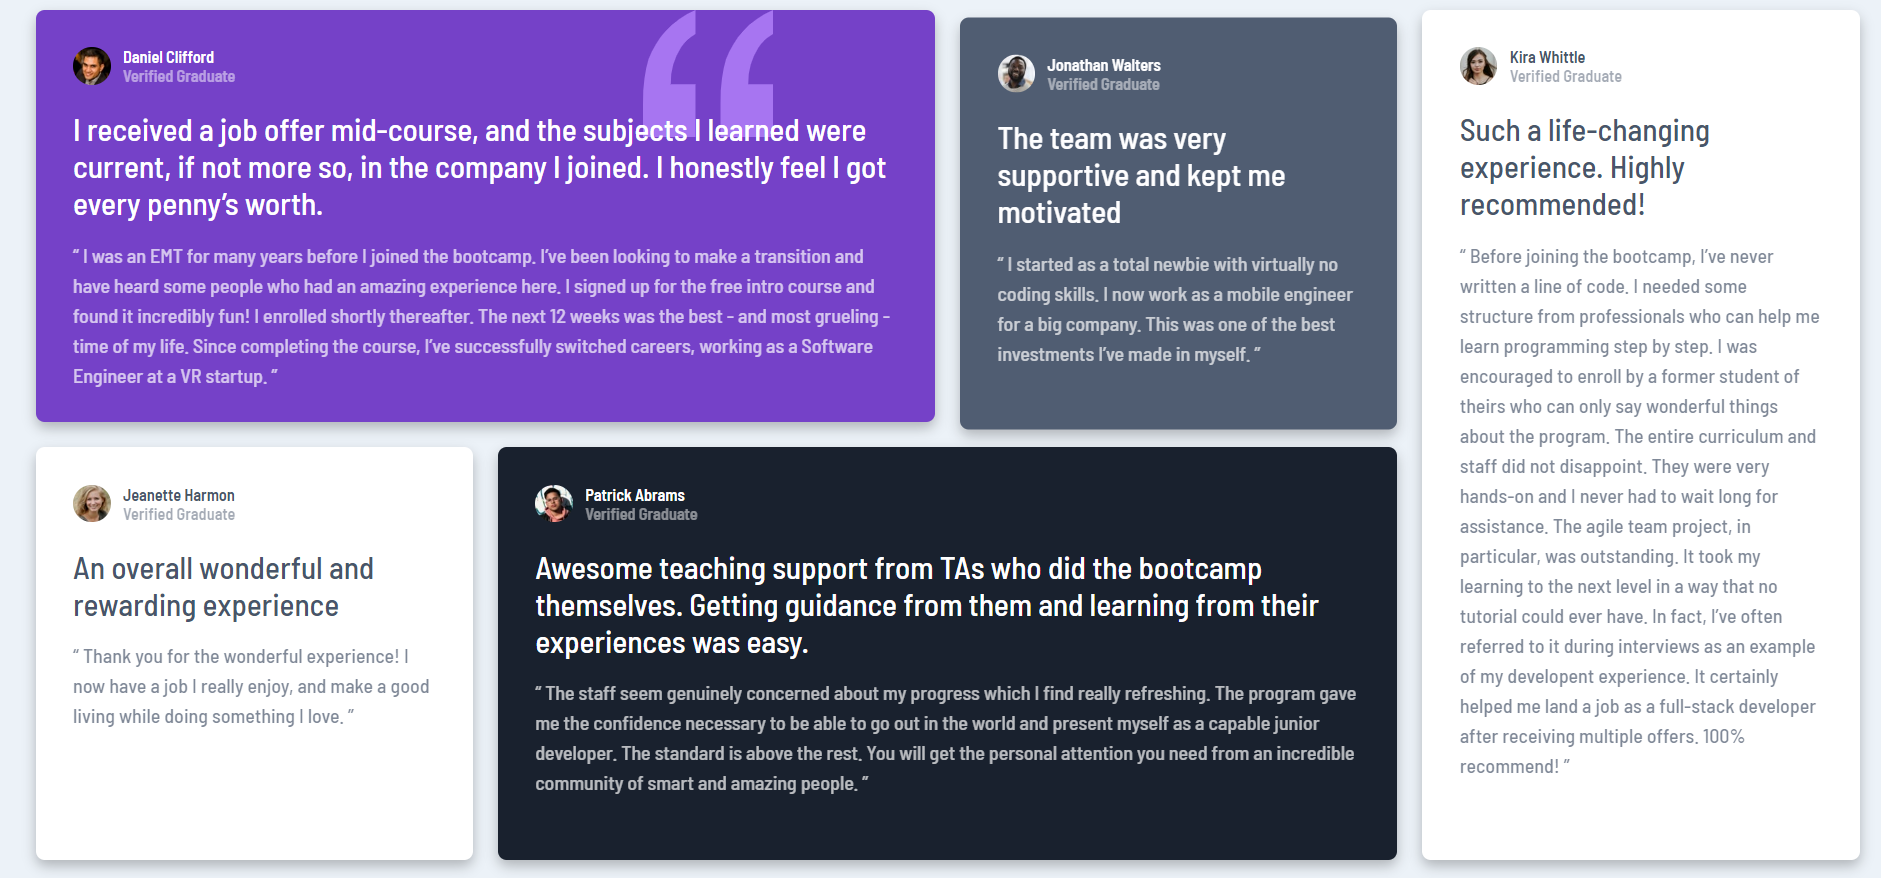 Daniel Clifford
Verified Graduate
I received a job offer mid-course, and the subjects I learned were
current, if not more so, in the company I joined. I honestly feel I got
every penny’s worth.
“ I was an EMT for many years before I joined the bootcamp. I’ve been looking to make a transition and
have heard some people who had an amazing experience here. I signed up for the free intro course and
found it incredibly fun! I enrolled shortly thereafter. The next 12 weeks was the best - and most grueling -
time of my life. Since completing the course, I’ve successfully switched careers, working as a Software
Engineer at a VR startup. ”
Jonathan Walters
Verified Graduate
The team was very
supportive and kept me
motivated
“ I started as a total newbie with virtually no
coding skills. I now work as a mobile engineer
for a big company. This was one of the best
investments I’ve made in myself. ”
Kira Whittle
Verified Graduate
Such a life-changing
experience. Highly
recommended!
“ Before joining the bootcamp, I’ve never
written a line of code. I needed some
structure from professionals who can help me
learn programming step by step. I was
encouraged to enroll by a former student of
theirs who can only say wonderful things
about the program. The entire curriculum and
staff did not disappoint. They were very
hands-on and I never had to wait long for
assistance. The agile team project, in
particular, was outstanding. It took my
learning to the next level in a way that no
tutorial could ever have. In fact, I’ve often
referred to it during interviews as an example
of my developent experience. It certainly
helped me land a job as a full-stack developer
after receiving multiple offers. 100%
recommend! ”
Jeanette Harmon
Verified Graduate
An overall wonderful and
rewarding experience
“ Thank you for the wonderful experience! I
now have a job I really enjoy, and make a good
living while doing something I love. ”
Patrick Abrams
Verified Graduate
Awesome teaching support from TAs who did the bootcamp
themselves. Getting guidance from them and learning from their
experiences was easy.
“ The staff seem genuinely concerned about my progress which I find really refreshing. The program gave
me the confidence necessary to be able to go out in the world and present myself as a capable junior
developer. The standard is above the rest. You will get the personal attention you need from an incredible
community of smart and amazing people. ”